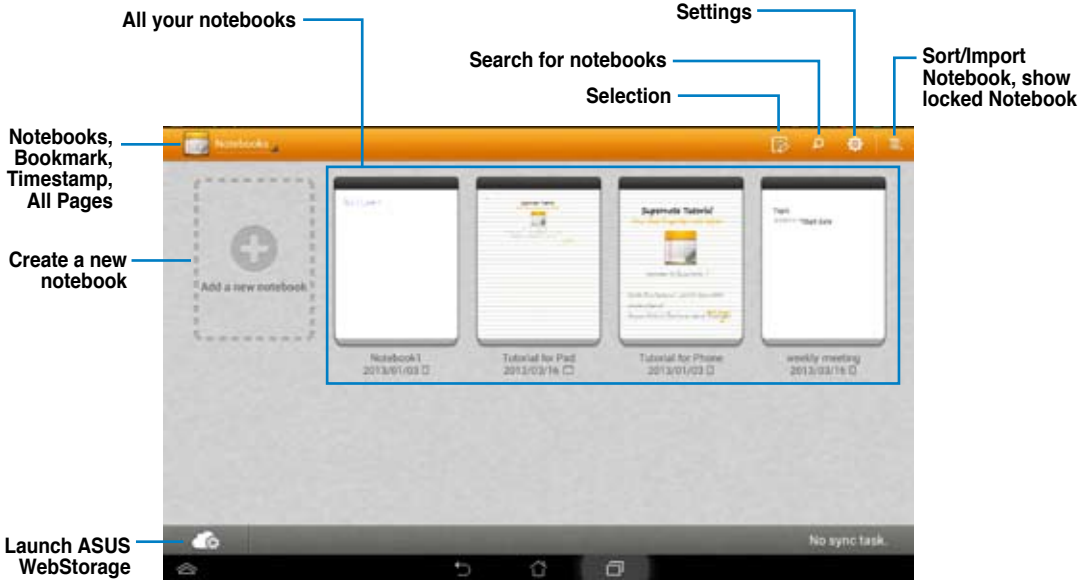 All your notebooks
Settings
Search for notebooks
Selection
Sort/Import
Notebook, show
locked Notebook
Notebooks,
Bookmark,
Timestamp,
All Pages
Notebooks
Create a new
notebook
Add a new notebook
Supernote Tutorial
Notebook1
2013/01/03
Tutorial for Pad
2013/03/16
Tutorial for Phone
2013/01/03
weekly meeting
2013/03/16
Launch ASUS
WebStorage
No sync task.